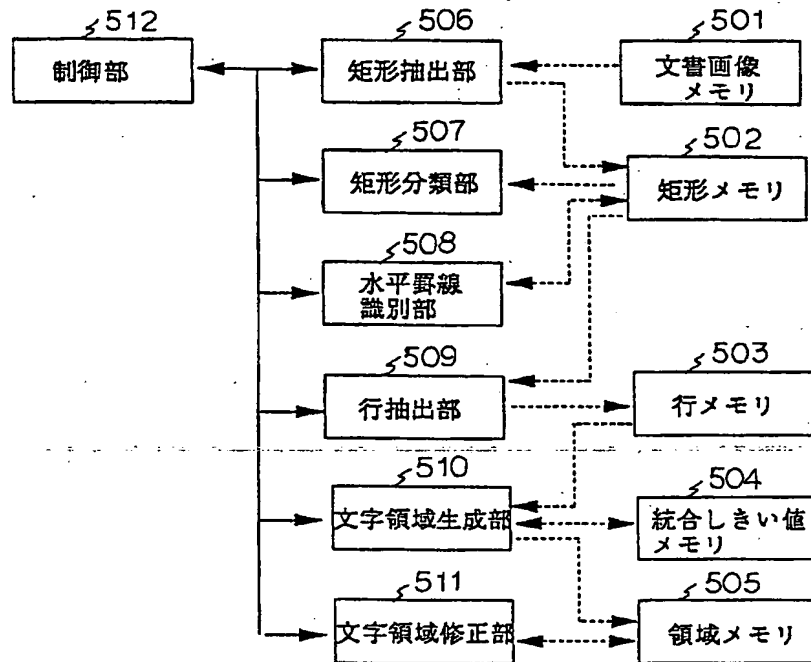 512
制御部
506
矩形抽出部
501
文書画像
メモリ
507
矩形分類部
502
矩形メモリ
508
水平罫線
識別部
509
行抽出部
503
行メモリ
510
文字領域生成部
504
統合しきい値
メモリ
511
文字領域修正部
505
領域メモリ